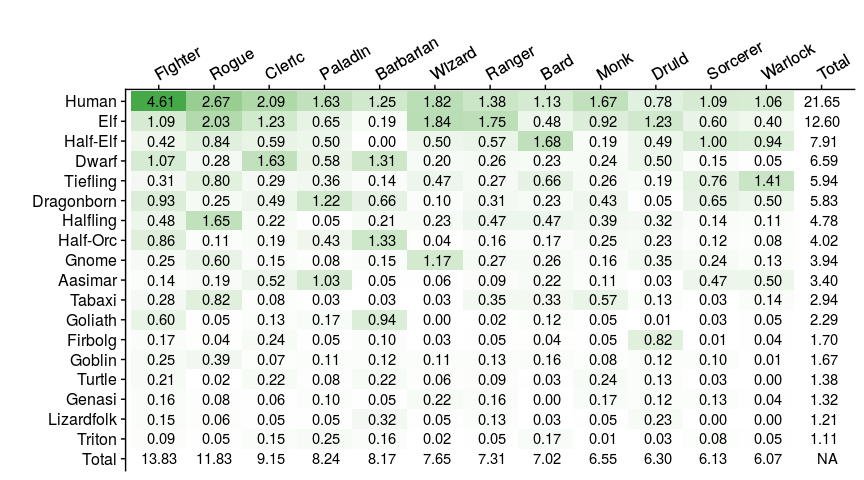 Fighter Rogue Cleric Paladin Barbarian Wizard Ranger Bard Monk Druid Sorcerer Warlock Total
Human 4.61 2.67 2.09 1.63 1.25 1.82 1.38 1.13 1.67 0.78 1.09 1.06 21.65
Elf 1.09 2.03 1.23 0.65 0.19 1.84 1.75 0.48 0.92 1.23 0.60 0.40 12.60
Half-Elf 0.42 0.84 0.59 0.50 0.00 0.50 0.57 1.68 0.19 0.49 1.00 0.94 7.91
Dwarf 1.07 0.28 1.63 0.58 1.31 0.20 0.26 0.23 0.24 0.50 0.15 0.05 6.59
Tiefling 0.31 0.80 0.29 0.36 0.14 0.47 0.27 0.66 0.26 0.19 0.76 1.41 5.94
Dragonborn 0.93 0.25 0.49 1.22 0.66 0.10 0.31 0.23 0.43 0.05 0.65 0.50 5.83
Halfling 0.48 1.65 0.22 0.05 0.21 0.23 0.47 0.47 0.39 0.32 0.14 0.11 4.78
Half-Orc 0.86 0.11 0.19 0.43 1.33 0.04 0.16 0.17 0.25 0.23 0.12 0.08 4.02
Gnome 0.25 0.60 0.15 0.08 0.15 1.17 0.27 0.26 0.16 0.35 0.24 0.13 3.94
Aasimar 0.14 0.19 0.52 1.03 0.05 0.06 0.09 0.22 0.11 0.03 0.47 0.50 3.40
Tabaxi 0.28 0.82 0.08 0.03 0.03 0.03 0.35 0.33 0.57 0.13 0.03 0.14 2.94
Goliath 0.60 0.05 0.13 0.17 0.94 0.00 0.02 0.12 0.05 0.01 0.03 0.05 2.29
Firbolg 0.17 0.04 0.24 0.05 0.10 0.03 0.05 0.04 0.05 0.82 0.01 0.04 1.70
Goblin 0.25 0.39 0.07 0.11 0.12 0.11 0.13 0.16 0.08 0.12 0.10 0.01 1.67
Turtle 0.21 0.02 0.22 0.08 0.22 0.06 0.09 0.03 0.24 0.13 0.03 0.00 1.38
Genasi 0.16 0.08 0.06 0.10 0.05 0.22 0.16 0.00 0.17 0.12 0.13 0.04 1.32
Lizardfolk 0.15 0.06 0.05 0.05 0.32 0.05 0.13 0.03 0.05 0.23 0.00 0.00 1.21
Triton 0.09 0.05 0.15 0.25 0.16 0.02 0.05 0.17 0.01 0.03 0.08 0.05 1.11
Total 13.83 11.83 9.15 8.24 8.17 7.65 7.31 7.02 6.55 6.30 6.13 6.07 NA